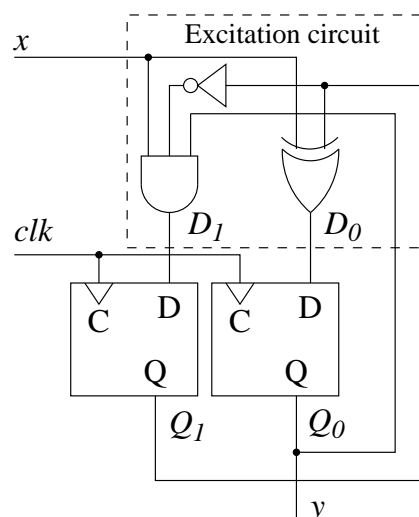 Excitation circuit
x
D1 D0
clk
C D C D
Q Q
Q1 Q0
y